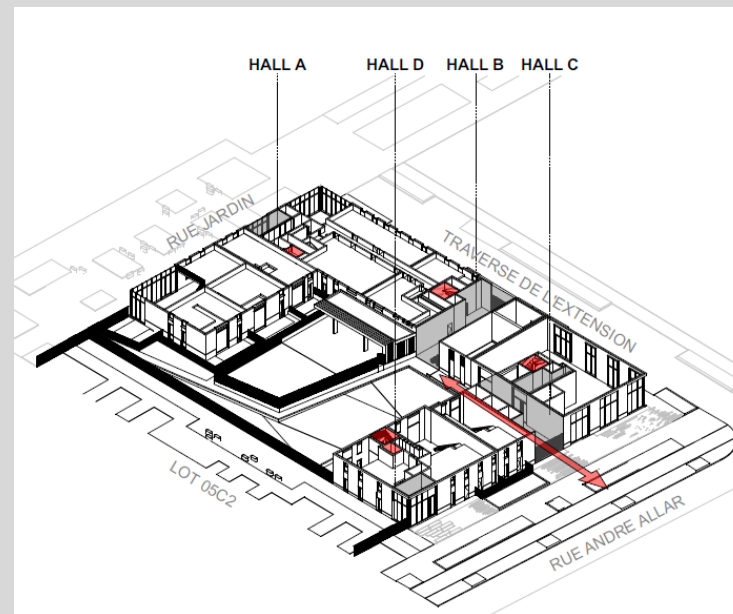 HALL A
HALL D
HALL B
HALL C
RUE JARDIN
TRAVERSE DE L'EXTENSION
LOT 05C2
RUE ANDRE ALLAR